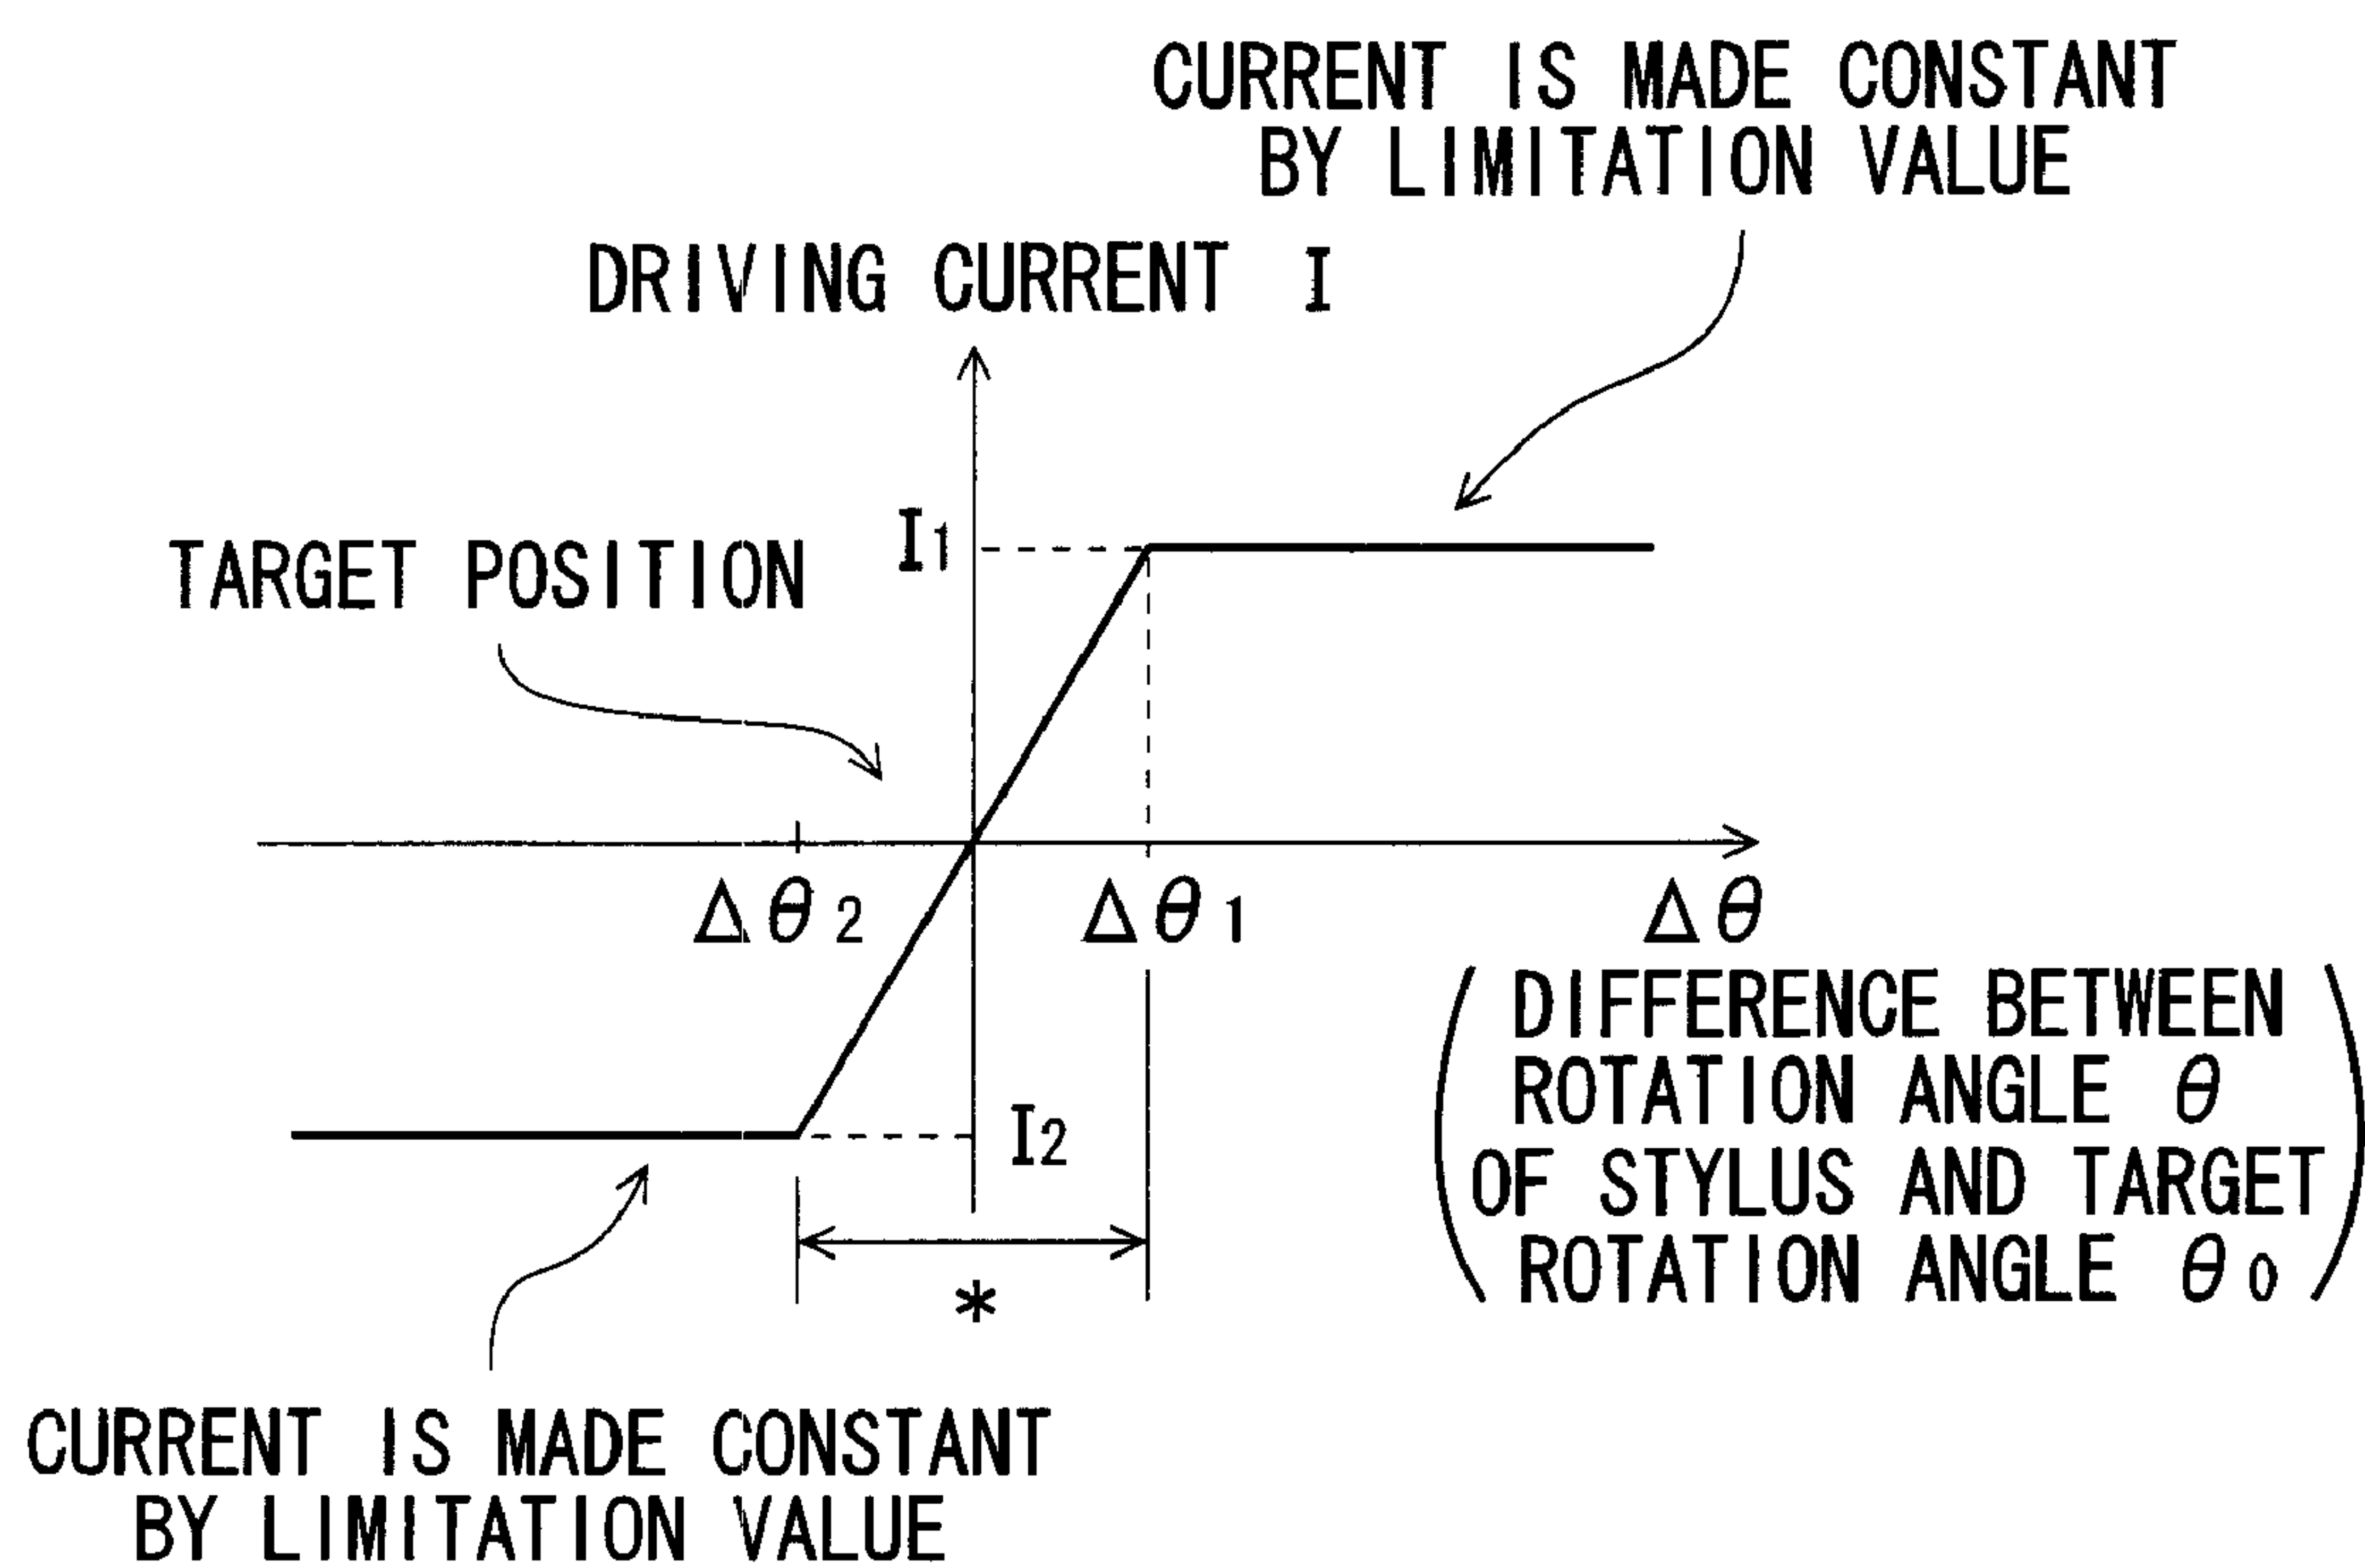 CURRENT IS MADE CONSTANT
BY LIMITATION VALUE
DRIVING CURRENT I
I₁
TARGET POSITION
Δθ₂
Δθ₁
Δθ
DIFFERENCE BETWEEN
ROTATION ANGLE θ
OF STYLUS AND TARGET
ROTATION ANGLE θ₀
I₂
*
CURRENT IS MADE CONSTANT
BY LIMITATION VALUE